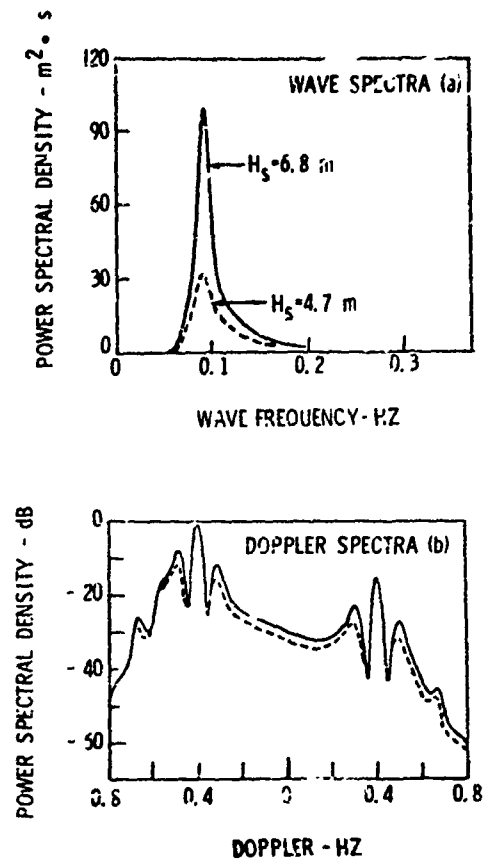 POWER SPECTRAL DENSITY - m²• s
120
90
60
30
0
WAVE SPECTRA (a)
Hs=6.8 m
Hs=4.7 m
0 0.1 0.2 0.3
WAVE FREQUENCY - HZ
POWER SPECTRAL DENSITY - dB
0
- 20
- 40
- 50
DOPPLER SPECTRA (b)
0.8 0.4 0 0.4 0.8
DOPPLER - HZ